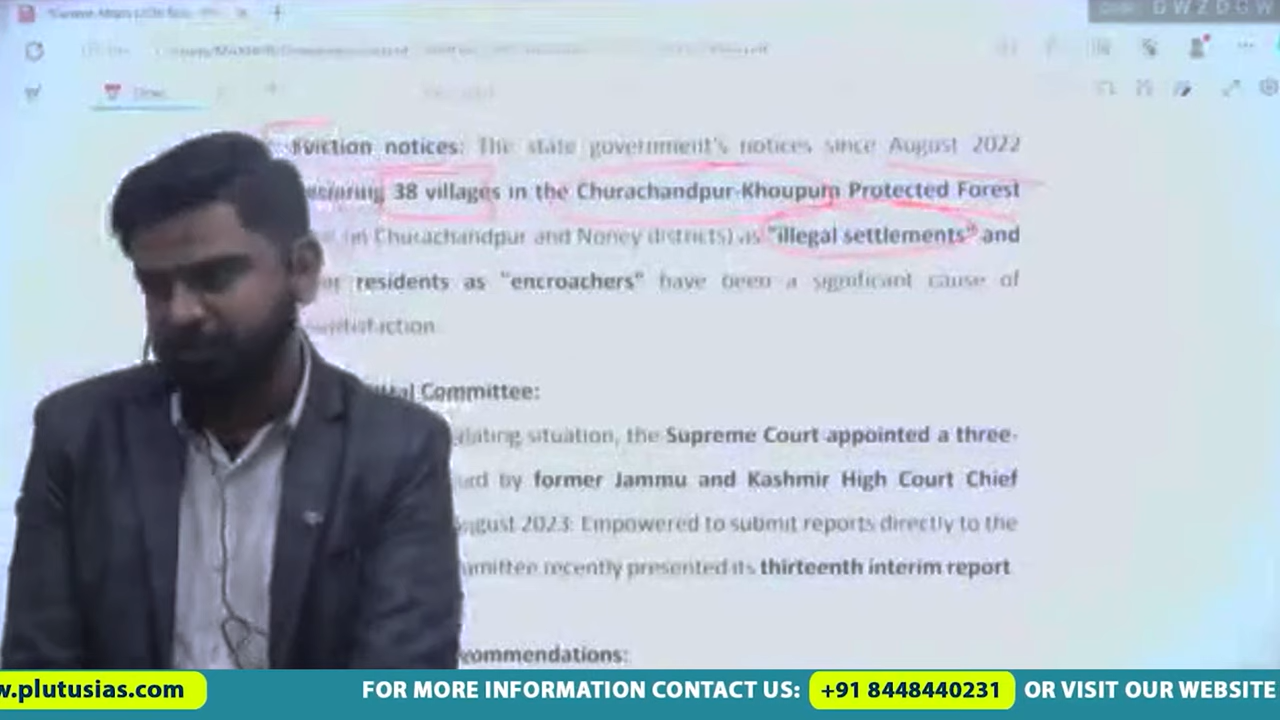 G W Z D G W
Eviction notices: The state government's notices since August 2022
declaring 38 villages in the Churachandpur-Khoupum Protected Forest
(in Churachandpur and Noney districts) as "illegal settlements" and
residents as "encroachers" have been a significant cause of
Committee:
situation, the Supreme Court appointed a three-
by former Jammu and Kashmir High Court Chief
August 2023. Empowered to submit reports directly to the
recently presented its thirteenth interim report
ommendations:
w.plutusias.com FOR MORE INFORMATION CONTACT US: +91 8448440231 OR VISIT OUR WEBSITE